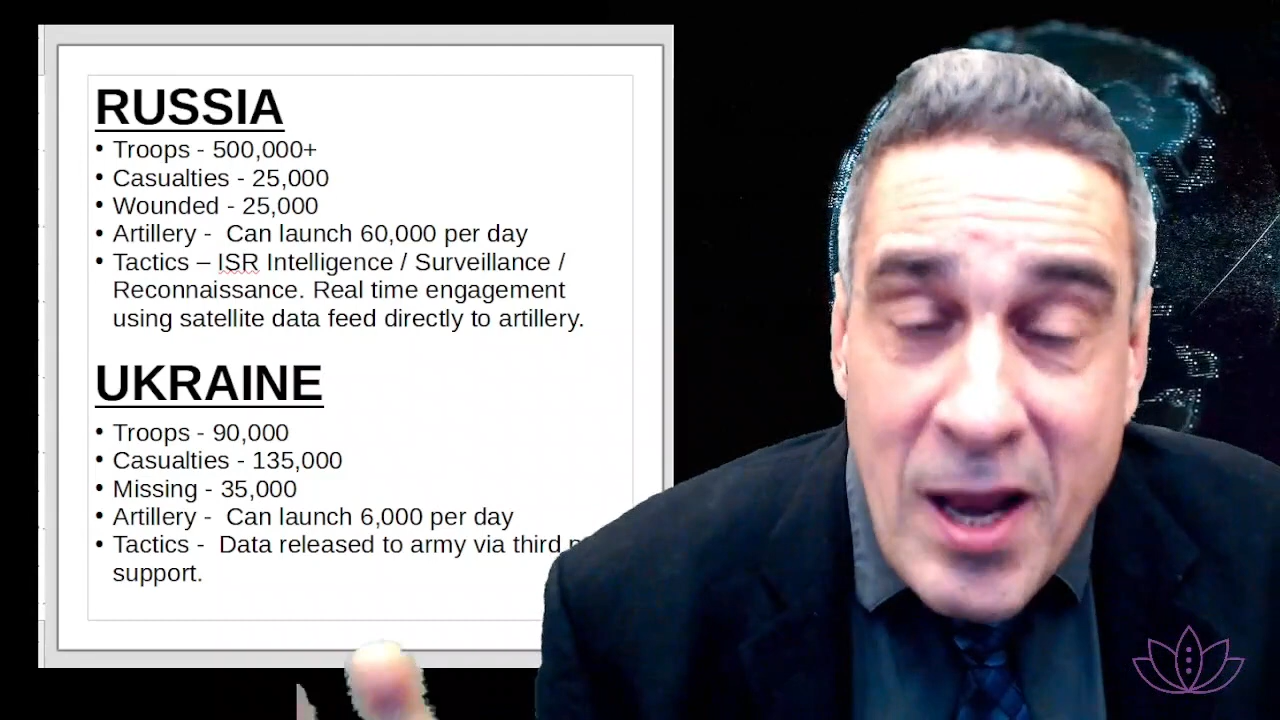 RUSSIA
• Troops - 500,000+
• Casualties - 25,000
• Wounded - 25,000
• Artillery - Can launch 60,000 per day
• Tactics – ISR Intelligence / Surveillance /
Reconnaissance. Real time engagement
using satellite data feed directly to artillery.
UKRAINE
• Troops - 90,000
• Casualties - 135,000
• Missing - 35,000
• Artillery - Can launch 6,000 per day
• Tactics - Data released to army via third
support.